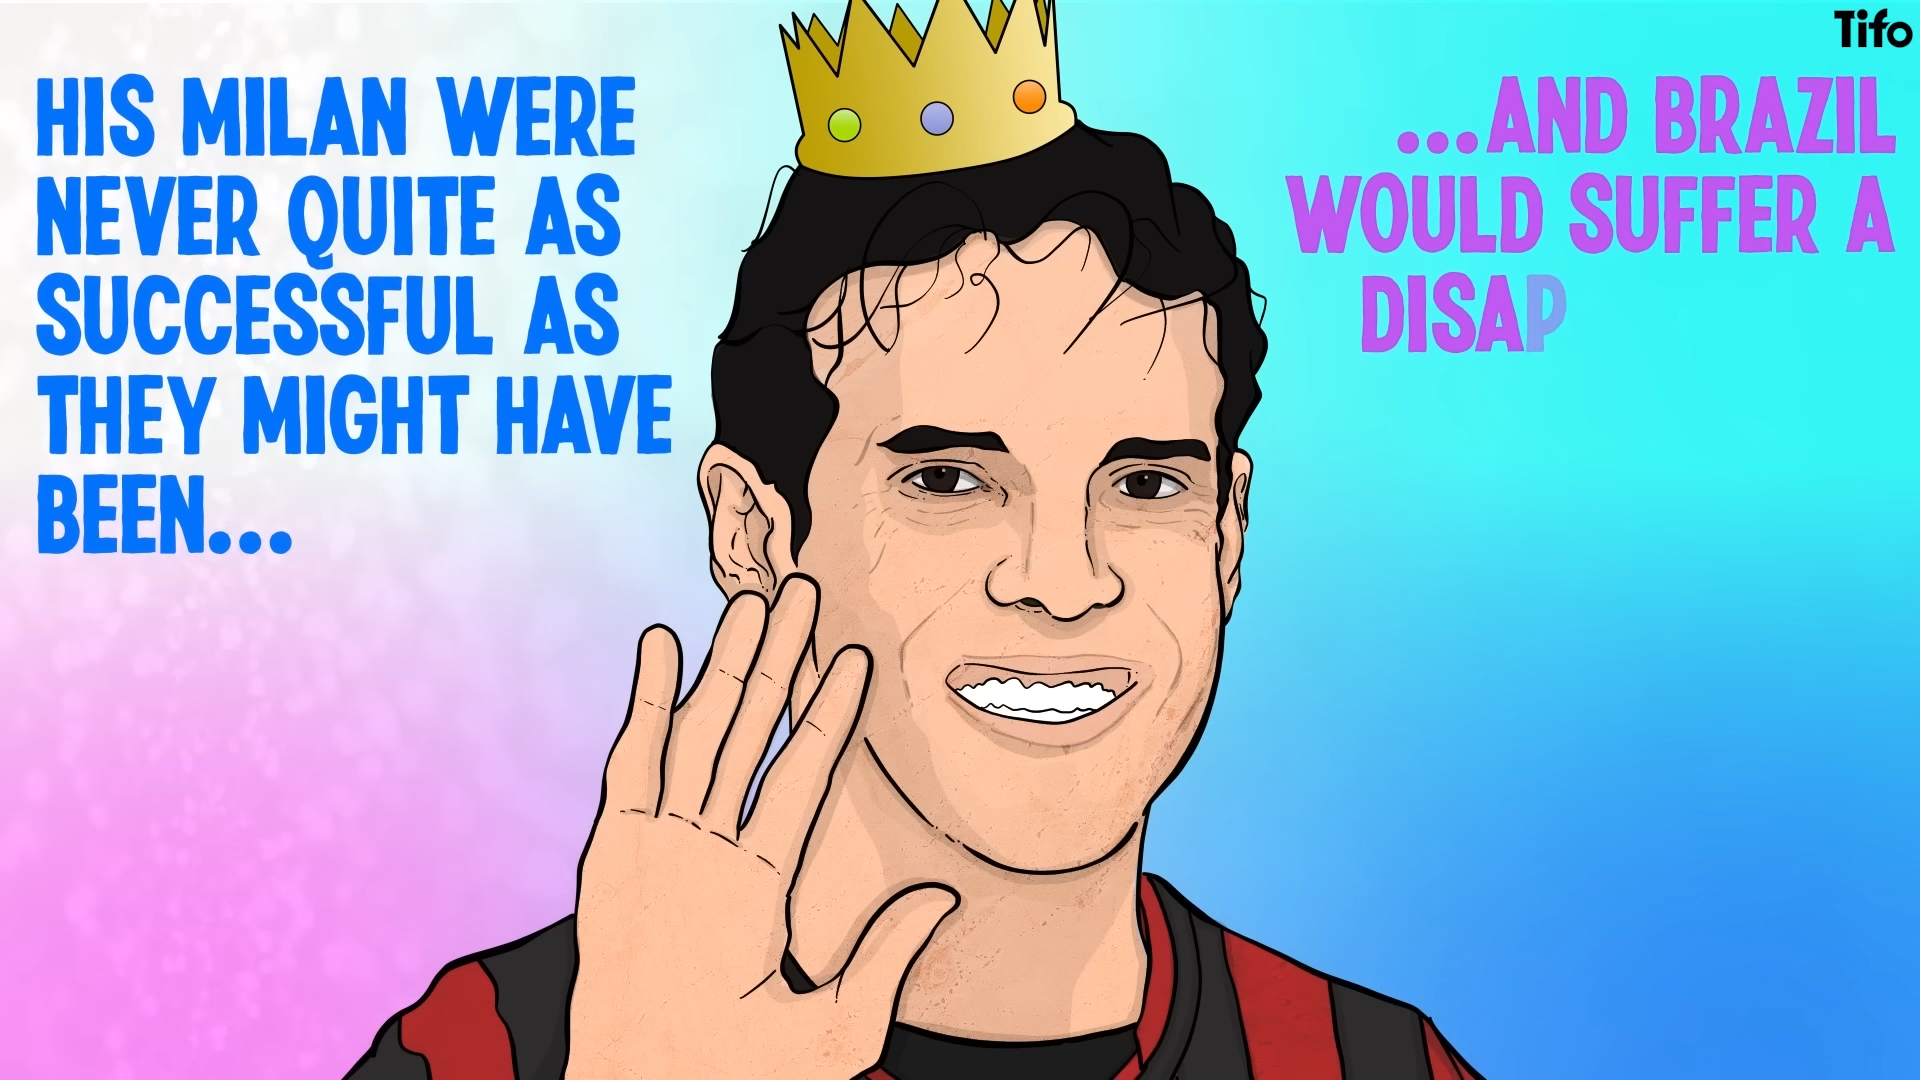 HIS MILAN WERE
NEVER QUITE AS
SUCCESSFUL AS
THEY MIGHT HAVE
BEEN...
Tifo
...AND BRAZIL
WOULD SUFFER A
DISAP